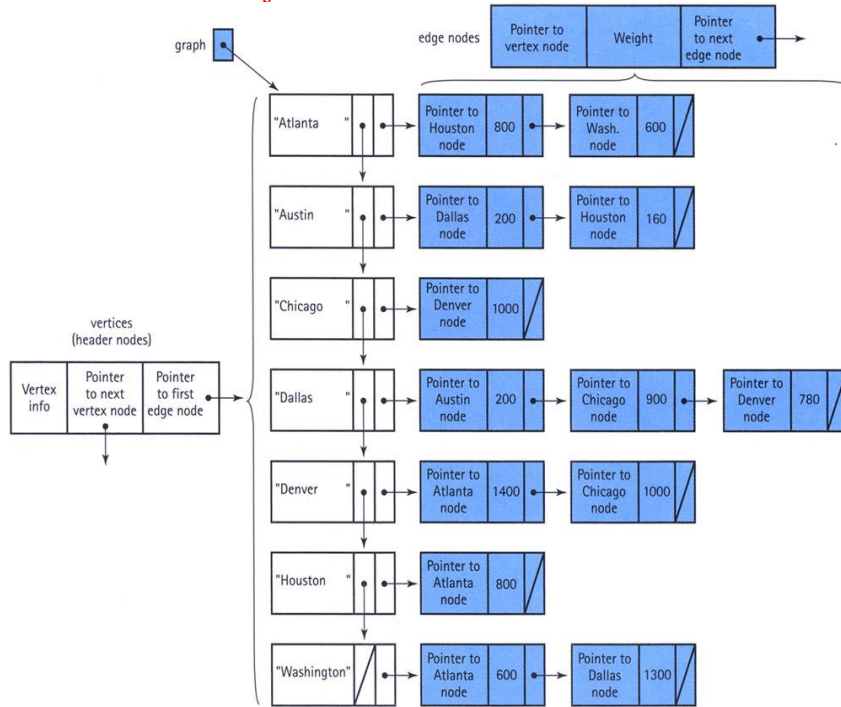 graph
edge nodes
Pointer to
vertex node
Weight
Pointer
to next
edge node
"Atlanta "
Pointer to
Houston
node
800
Pointer to
Wash.
node
600
"Austin "
Pointer to
Dallas
node
200
Pointer to
Houston
node
160
"Chicago "
Pointer to
Denver
node
1000
vertices
(header nodes)
Vertex
info
Pointer
to next
vertex node
Pointer
to first
edge node
"Dallas "
Pointer to
Austin
node
200
Pointer to
Chicago
node
900
Pointer to
Denver
node
780
"Denver "
Pointer to
Atlanta
node
1400
Pointer to
Chicago
node
1000
"Houston "
Pointer to
Atlanta
node
800
"Washington"
Pointer to
Atlanta
node
600
Pointer to
Dallas
node
1300